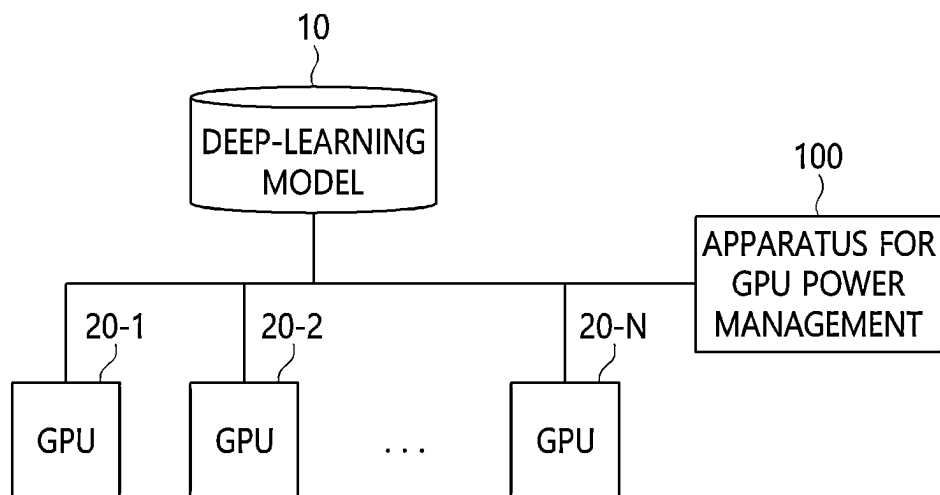 10
DEEP-LEARNING
MODEL
100
APPARATUS FOR
GPU POWER
MANAGEMENT
20-1
20-2
20-N
GPU
GPU
...
GPU